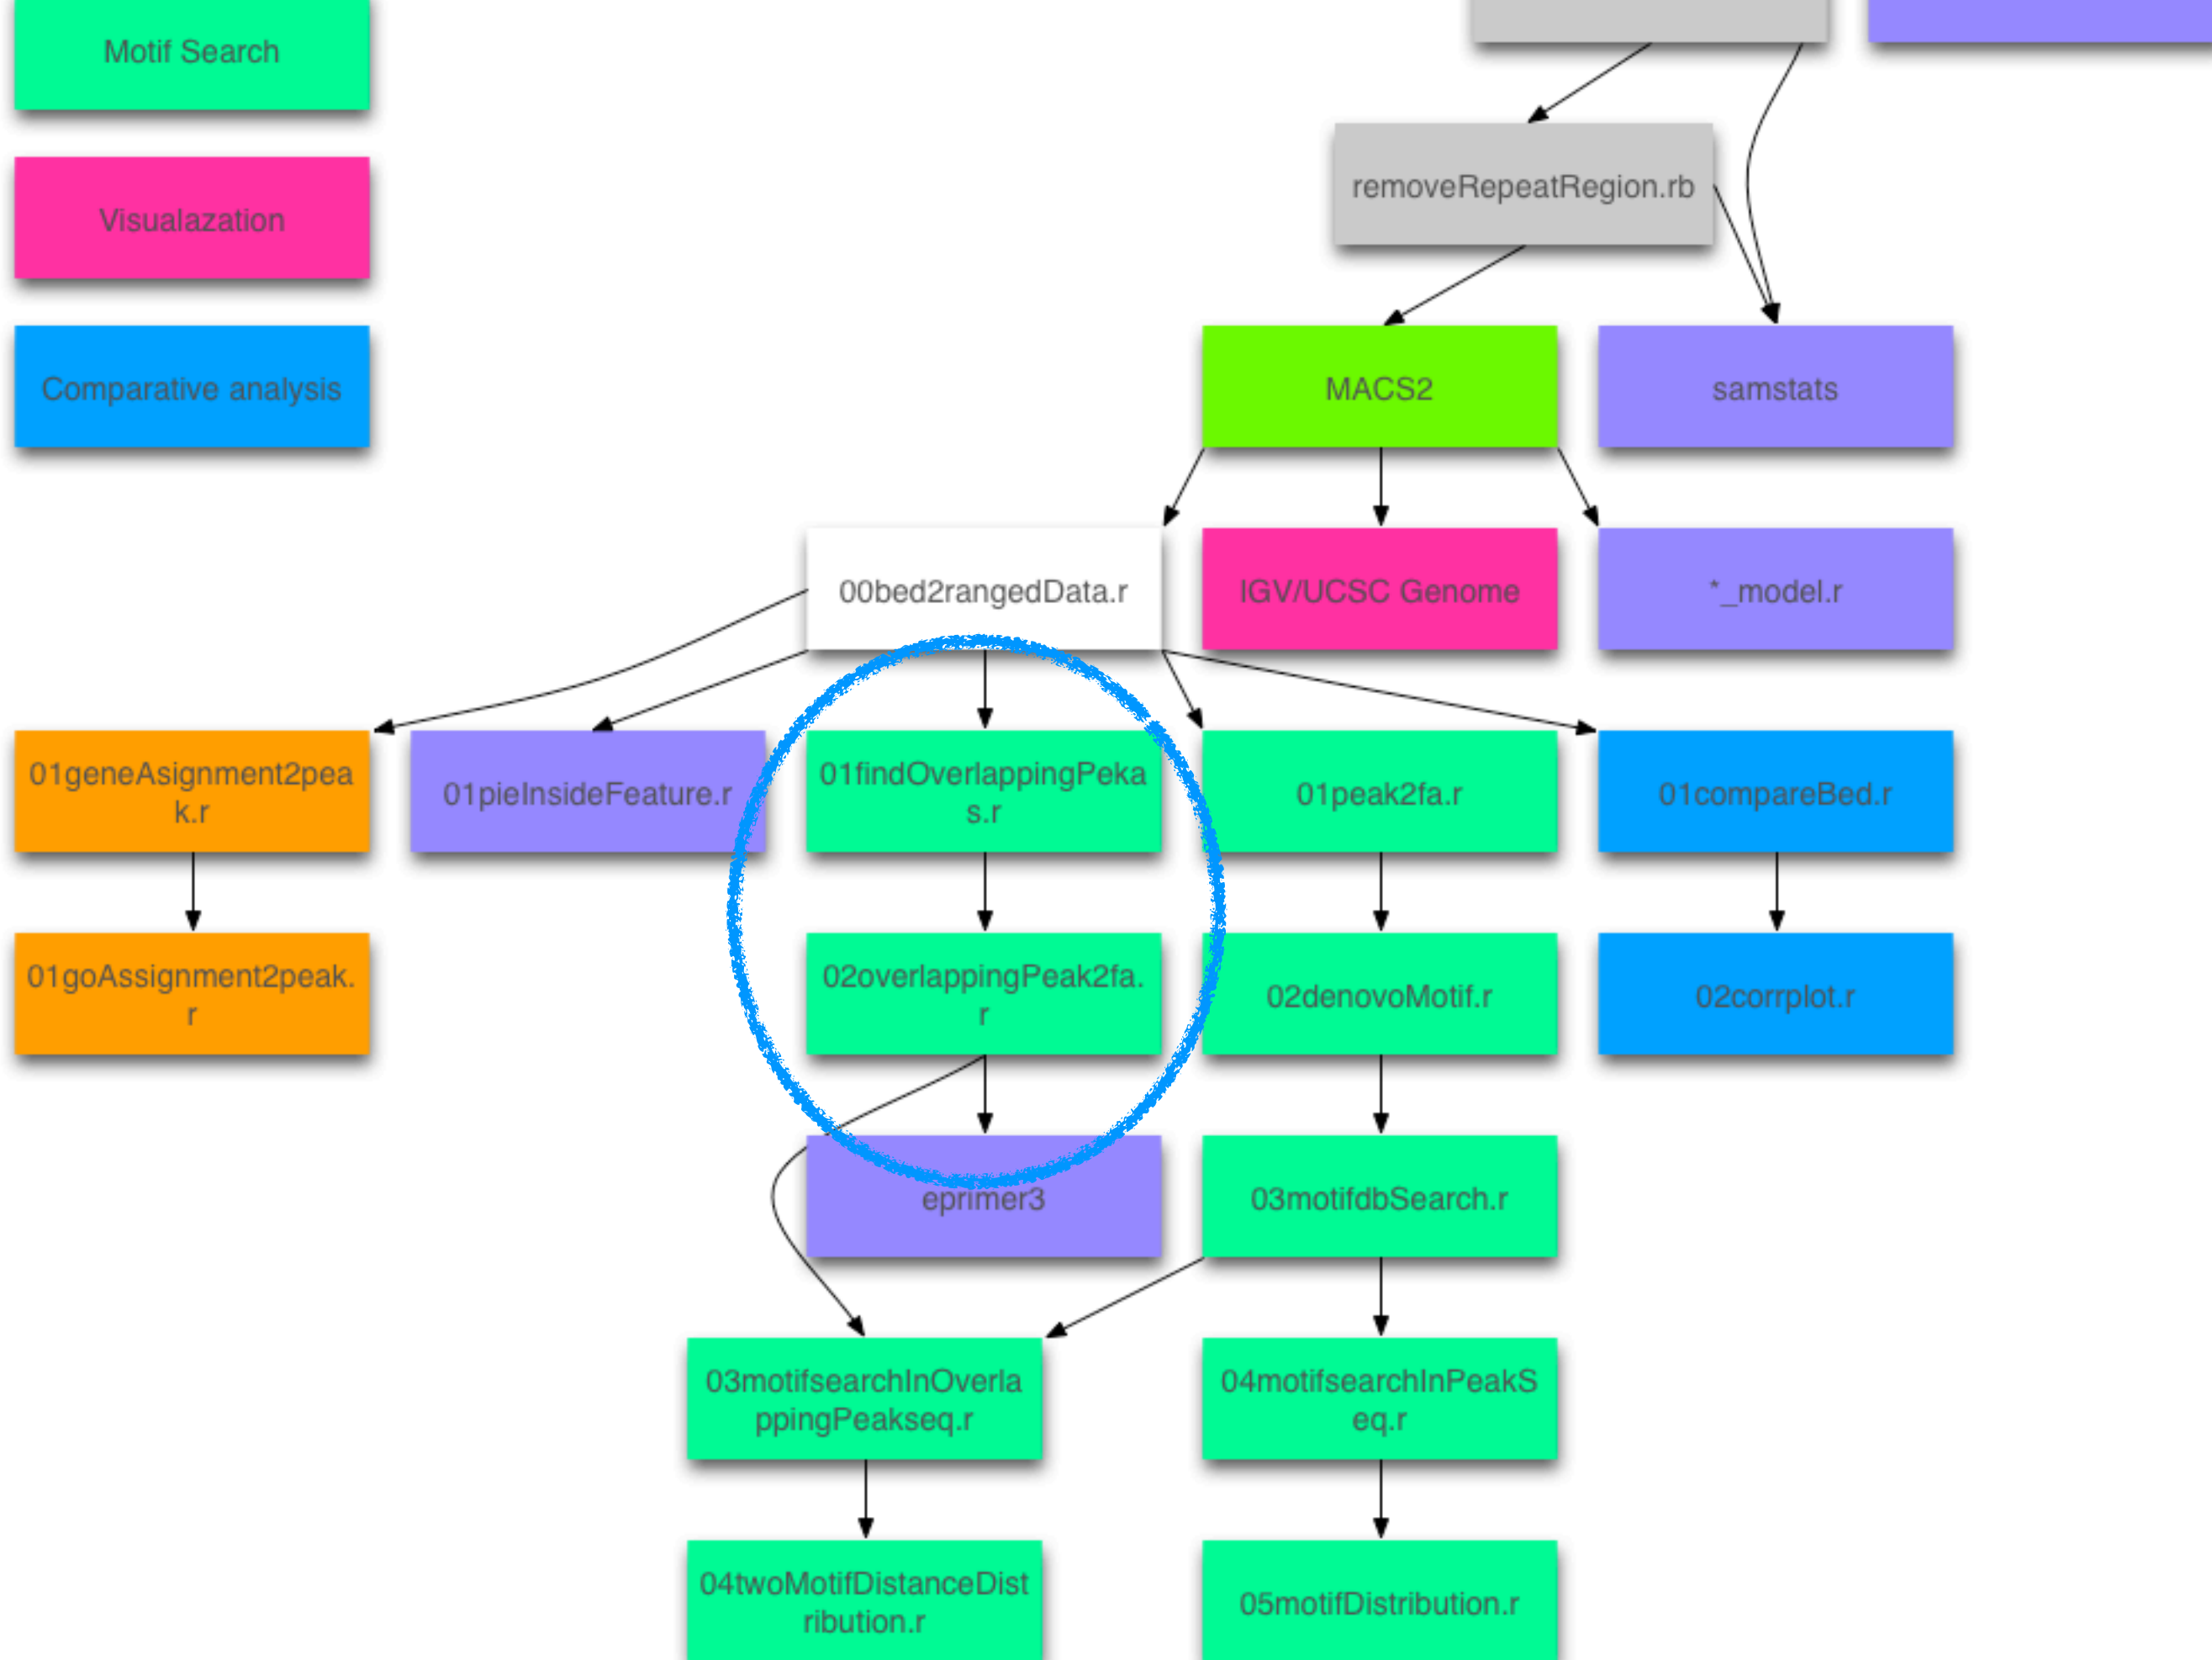 Motif Search
Visualazation
removeRepeatRegion.rb
Comparative analysis
MACS2
samstats
00bed2rangedData.r
IGV/UCSC Genome
*_model.r
01geneAsignment2pea
k.r
01pieInsideFeature.r
01findOverlappingPeka
s.r
01peak2fa.r
01compareBed.r
01goAssignment2peak.
r
02overlappingPeak2fa.
r
02denovoMotif.r
02corrplot.r
eprimer3
03motifdbSearch.r
03motifsearchInOverla
ppingPeakseq.r
04motifsearchInPeakS
eq.r
04twoMotifDistanceDist
ribution.r
05motifDistribution.r